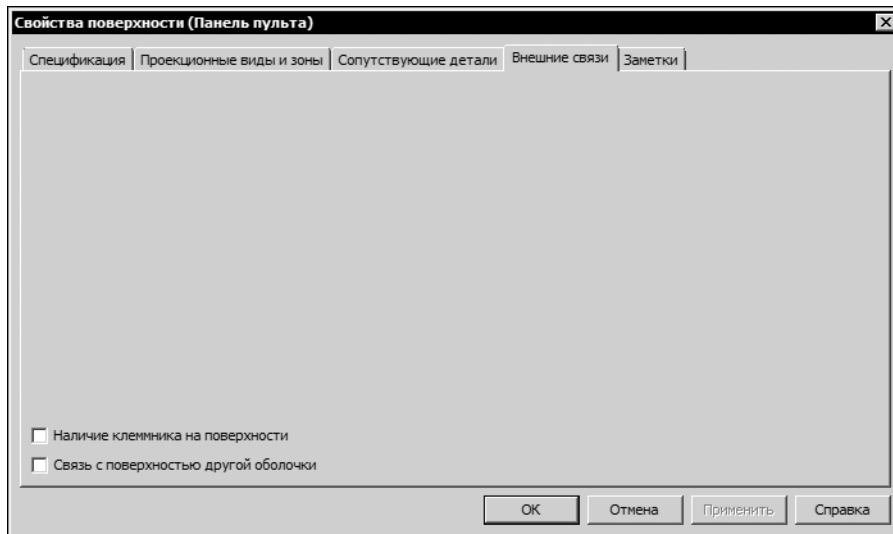 Свойства поверхности (Панель пульта)
Спецификация Проекционные виды и зоны Сопутствующие детали Внешние связи Заметки
Наличие клеммника на поверхности
Связь с поверхностью другой оболочки
OK Отмена Применить Справка